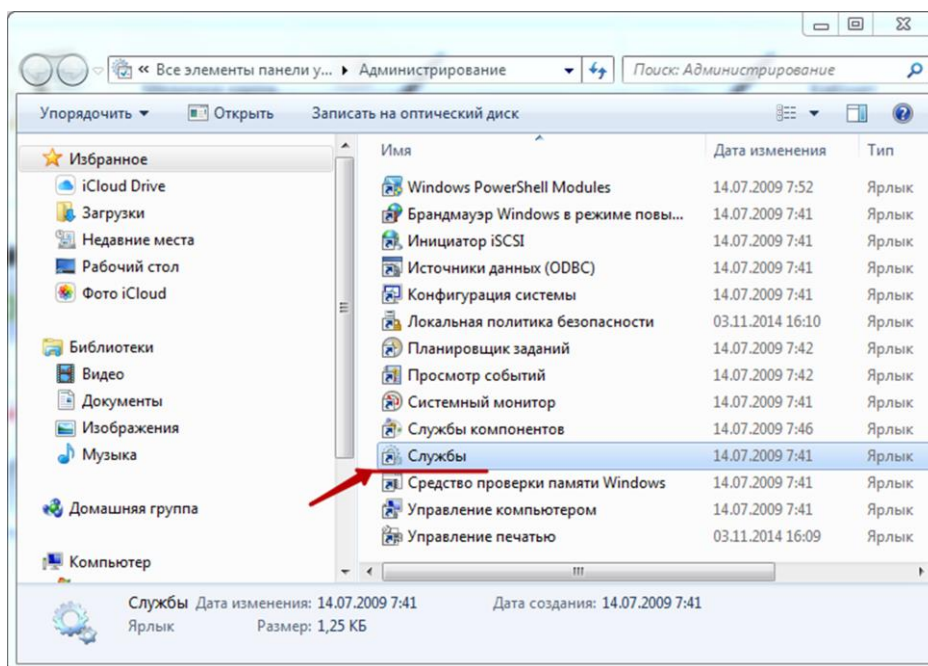 « Все элементы панели у... Администрирование Поиск: Администрирование
Упорядочить Открыть Записать на оптический диск
Избранное
iCloud Drive
Загрузки
Недавние места
Рабочий стол
Фото iCloud
Библиотеки
Видео
Документы
Изображения
Музыка
Домашняя группа
Компьютер
Имя Дата изменения Тип
Windows PowerShell Modules 14.07.2009 7:52 Ярлык
Брандмауэр Windows в режиме повы... 14.07.2009 7:41 Ярлык
Инициатор iSCSI 14.07.2009 7:41 Ярлык
Источники данных (ODBC) 14.07.2009 7:41 Ярлык
Конфигурация системы 14.07.2009 7:41 Ярлык
Локальная политика безопасности 03.11.2014 16:10 Ярлык
Планировщик заданий 14.07.2009 7:42 Ярлык
Просмотр событий 14.07.2009 7:42 Ярлык
Системный монитор 14.07.2009 7:41 Ярлык
Службы компонентов 14.07.2009 7:46 Ярлык
Службы 14.07.2009 7:41 Ярлык
Средство проверки памяти Windows 14.07.2009 7:41 Ярлык
Управление компьютером 14.07.2009 7:41 Ярлык
Управление печатью 03.11.2014 16:09 Ярлык
Службы Дата изменения: 14.07.2009 7:41 Дата создания: 14.07.2009 7:41
Ярлык Размер: 1,25 КБ